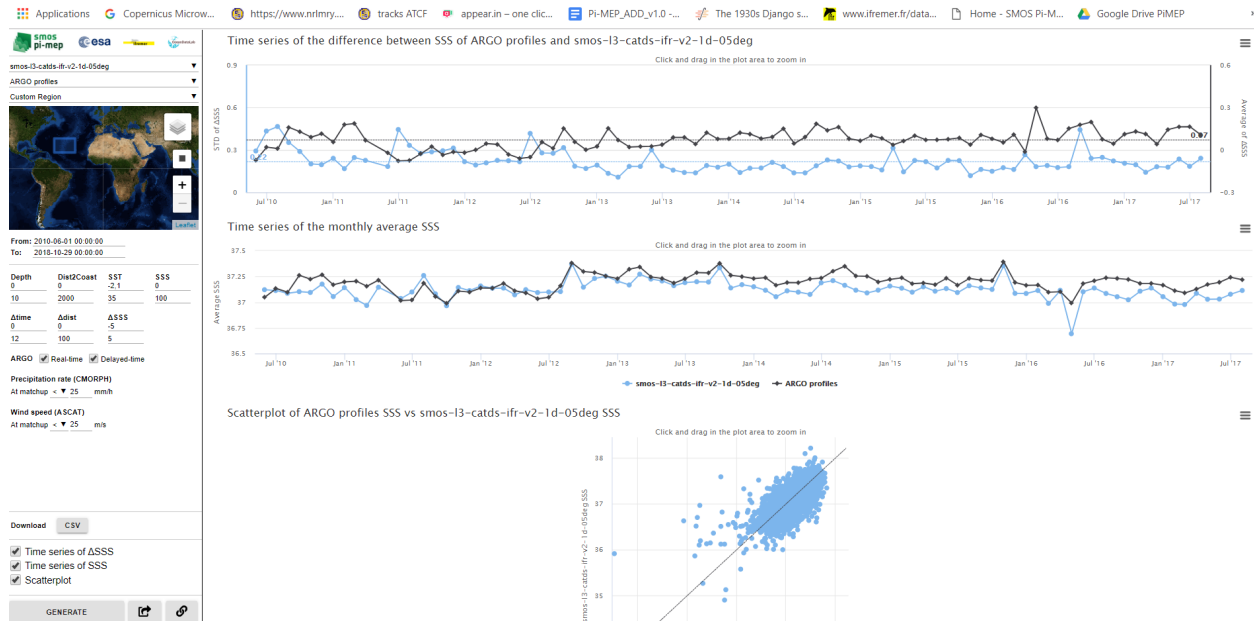 Applications
Copernicus Microw...
https://www.nrlmry....
tracks ATCF
appear.in – one clic...
Pi-MEP_ADD_v1.0 -...
The 1930s Django s...
www.ifremer.fr/data...
Home - SMOS Pi-M...
Google Drive PiMEP
smos
pi-mep
esa
smos-l3-catds-ifr-v2-1d-05deg
ARGO profiles
Custom Region
Leaflet
From: 2010-06-01 00:00:00
To: 2018-10-29 00:00:00
Depth Dist2Coast SST SSS
0 0 -2.1 0
10 2000 35 100
Δtime Δdist ΔSSS
0 0 -5
12 100 5
ARGO Real-time Delayed-time
Precipitation rate (CMORPH)
At matchup < ▼ 25 mm/h
Wind speed (ASCAT)
At matchup < ▼ 25 m/s
Download CSV
Time series of ΔSSS
Time series of SSS
Scatterplot
GENERATE
Time series of the difference between SSS of ARGO profiles and smos-l3-catds-ifr-v2-1d-05deg
Click and drag in the plot area to zoom in
STD of ΔSSS
0.9
0.6
0.3
0
0.22
0.07
0.6
0.3
0
-0.3
Average of ΔSSS
Jul '10 Jan '11 Jul '11 Jan '12 Jul '12 Jan '13 Jul '13 Jan '14 Jul '14 Jan '15 Jul '15 Jan '16 Jul '16 Jan '17 Jul '17
Time series of the monthly average SSS
Click and drag in the plot area to zoom in
Average SSS
37.5
37.25
37
36.75
36.5
Jul '10 Jan '11 Jul '11 Jan '12 Jul '12 Jan '13 Jul '13 Jan '14 Jul '14 Jan '15 Jul '15 Jan '16 Jul '16 Jan '17 Jul '17
smos-l3-catds-ifr-v2-1d-05deg ARGO profiles
Scatterplot of ARGO profiles SSS vs smos-l3-catds-ifr-v2-1d-05deg SSS
Click and drag in the plot area to zoom in
smos-l3-catds-ifr-v2-1d-05deg SSS
38
37
36
35